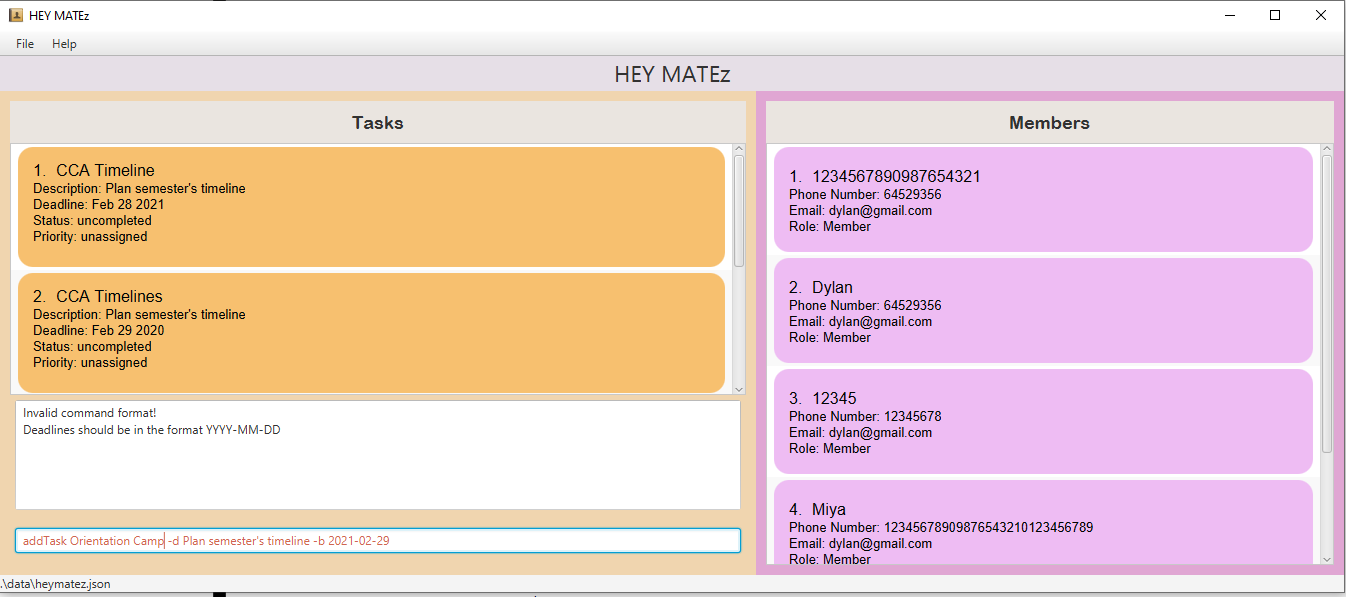 HEY MATEz
File Help
HEY MATEz
Tasks
1. CCA Timeline
Description: Plan semester's timeline
Deadline: Feb 28 2021
Status: uncompleted
Priority: unassigned
2. CCA Timelines
Description: Plan semester's timeline
Deadline: Feb 29 2020
Status: uncompleted
Priority: unassigned
Invalid command format!
Deadlines should be in the format YYYY-MM-DD
addTask Orientation Camp -d Plan semester's timeline -b 2021-02-29
Members
1. 1234567890987654321
Phone Number: 64529356
Email: dylan@gmail.com
Role: Member
2. Dylan
Phone Number: 64529356
Email: dylan@gmail.com
Role: Member
3. 12345
Phone Number: 12345678
Email: dylan@gmail.com
Role: Member
4. Miya
Phone Number: 12345678909876543210123456789
Email: dylan@gmail.com
Role: Member
.\data\heymatez.json